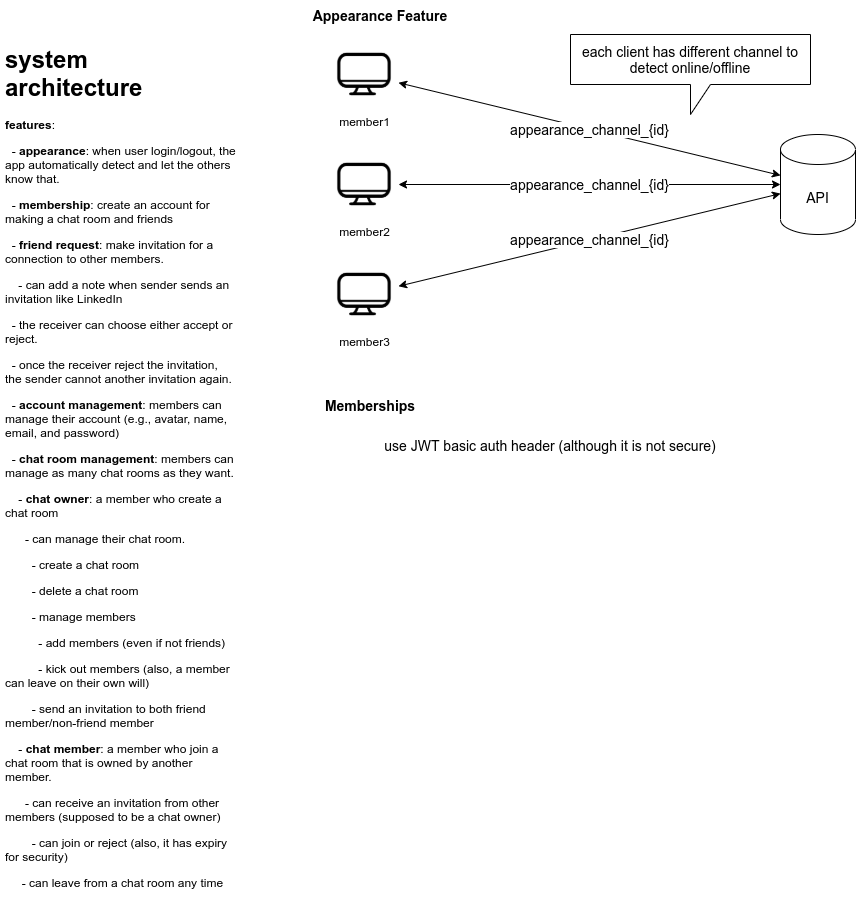 system
architecture
features:
- appearance: when user login/logout, the
app automatically detect and let the others
know that.
- membership: create an account for
making a chat room and friends
- friend request: make invitation for a
connection to other members.
- can add a note when sender sends an
invitation like LinkedIn
- the receiver can choose either accept or
reject.
- once the receiver reject the invitation,
the sender cannot another invitation again.
- account management: members can
manage their account (e.g., avatar, name,
email, and password)
- chat room management: members can
manage as many chat rooms as they want.
- chat owner: a member who create a
chat room
- can manage their chat room.
- create a chat room
- delete a chat room
- manage members
- add members (even if not friends)
- kick out members (also, a member
can leave on their own will)
- send an invitation to both friend
member/non-friend member
- chat member: a member who join a
chat room that is owned by another
member.
- can receive an invitation from other
members (supposed to be a chat owner)
- can join or reject (also, it has expiry
for security)
- can leave from a chat room any time
Appearance Feature
each client has different channel to
detect online/offline
member1
appearance_channel_{id}
member2
appearance_channel_{id}
API
appearance_channel_{id}
member3
Memberships
use JWT basic auth header (although it is not secure)